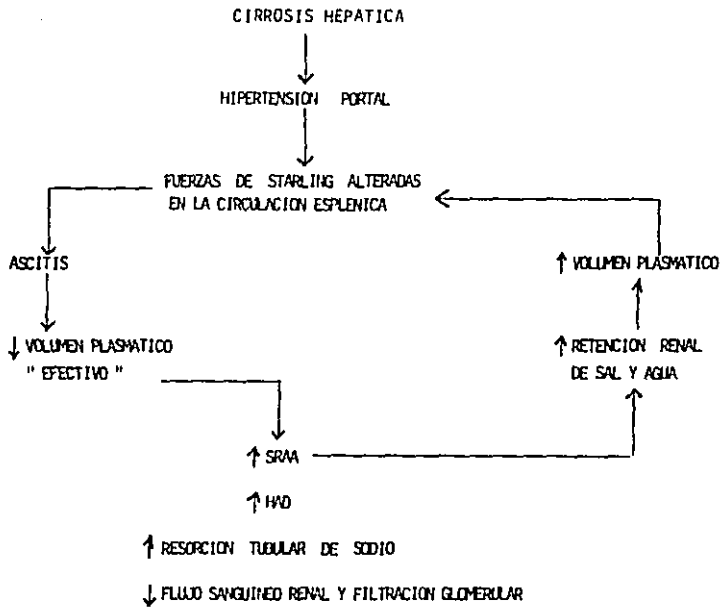 CIRROSIS HEPATICA
HIPERTENSION PORTAL
FUERZAS DE STARLING ALTERADAS
EN LA CIRCULACION ESPLENICA
ASCITIS
↓ VOLUMEN PLASMATICO
" EFECTIVO "
↑ VOLUMEN PLASMATICO
↑ RETENCION RENAL
DE SAL Y AGUA
↑ SRAA
↑ HAD
↑ RESORCION TUBULAR DE SODIO
↓ FLUJO SANGUINEO RENAL Y FILTRACION GLOMERULAR